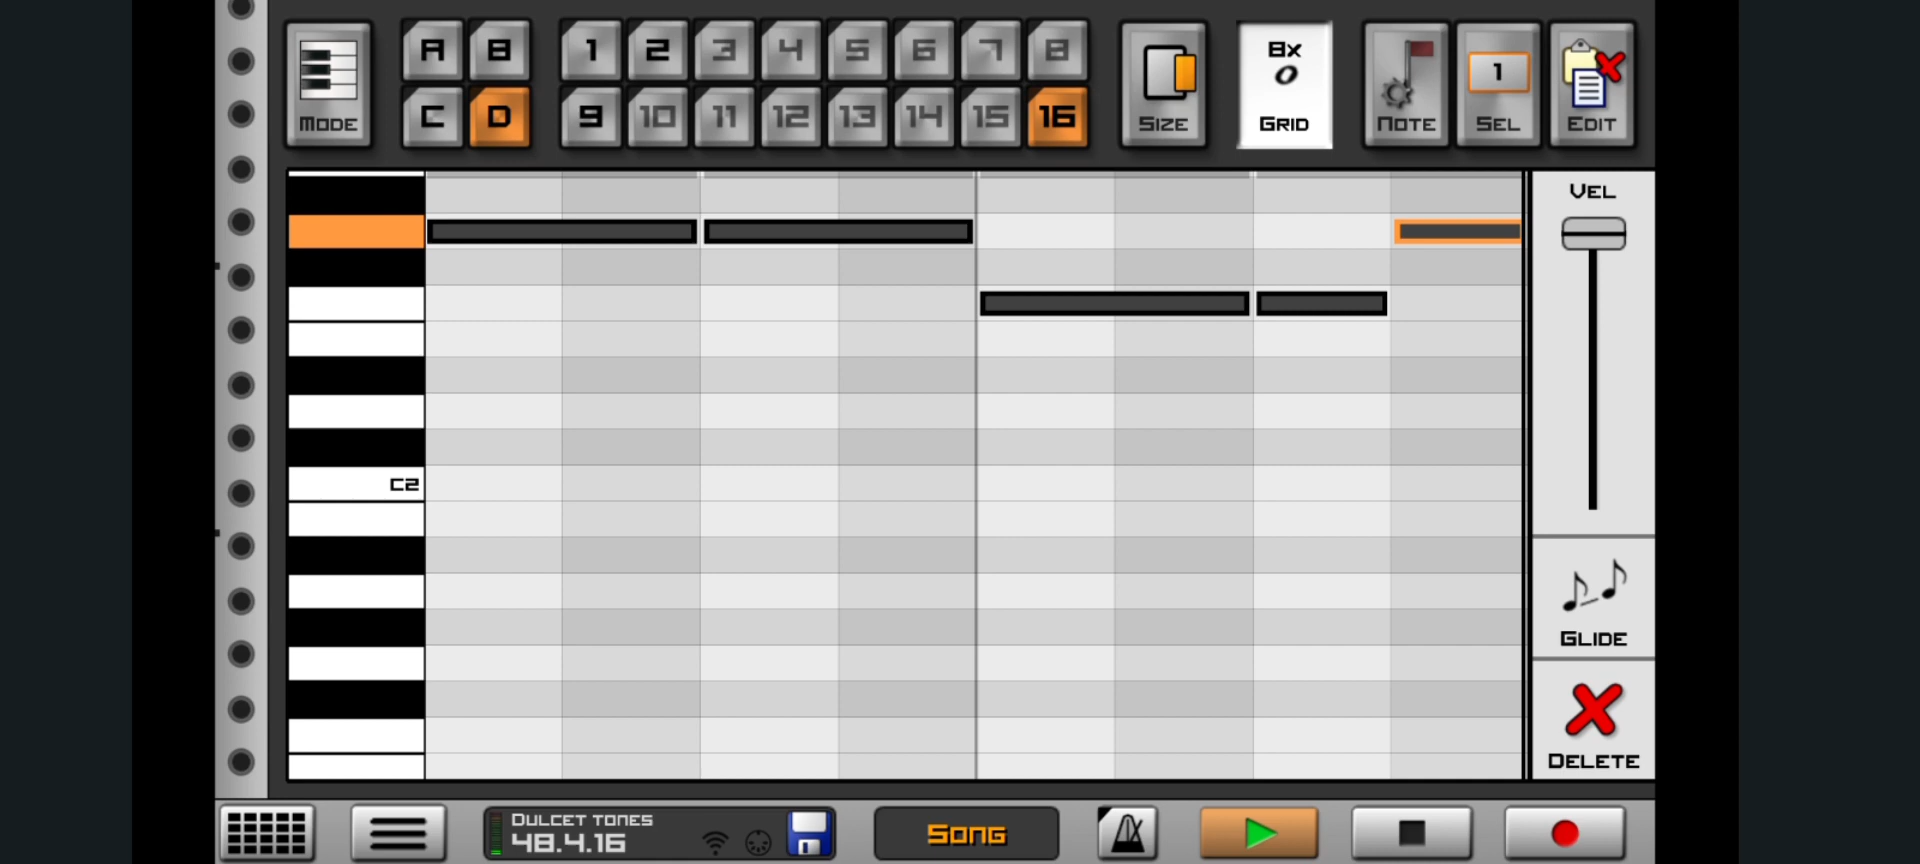 MODE
A B
C D
1 2 3 4 5 6 7 8
9 10 11 12 13 14 15 16
SIZE
8x
GRID
NOTE
1
SEL
EDIT
VEL
C2
GLIDE
DELETE
DULCET TONES
48.4.16
SONG